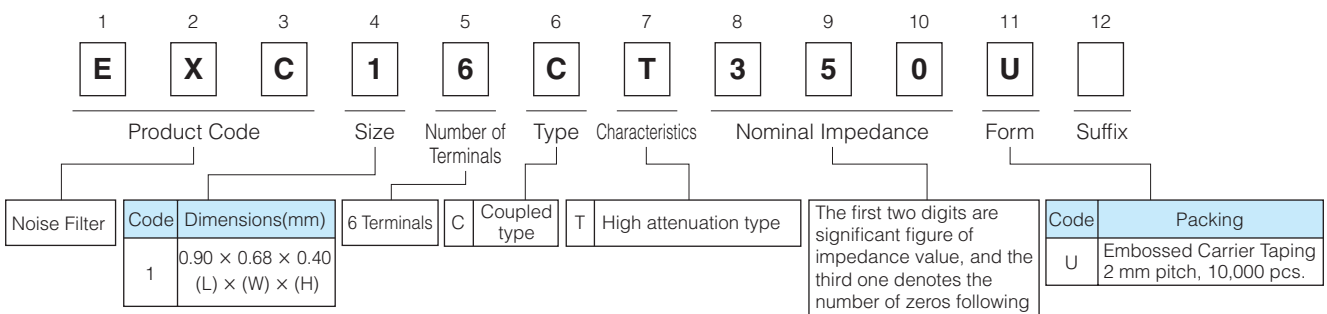 1 2 3 4 5 6 7 8 9 10 11 12
E X C 1 6 C T 3 5 0 U
Product Code Size Number of Terminals Type Characteristics Nominal Impedance Form Suffix
Noise Filter
Code Dimensions(mm)
1 0.90 × 0.68 × 0.40
(L) × (W) × (H)
6 Terminals
C Coupled
type
T High attenuation type
The first two digits are
significant figure of
impedance value, and the
third one denotes the
number of zeros following
Code Packing
U Embossed Carrier Taping
2 mm pitch, 10,000 pcs.